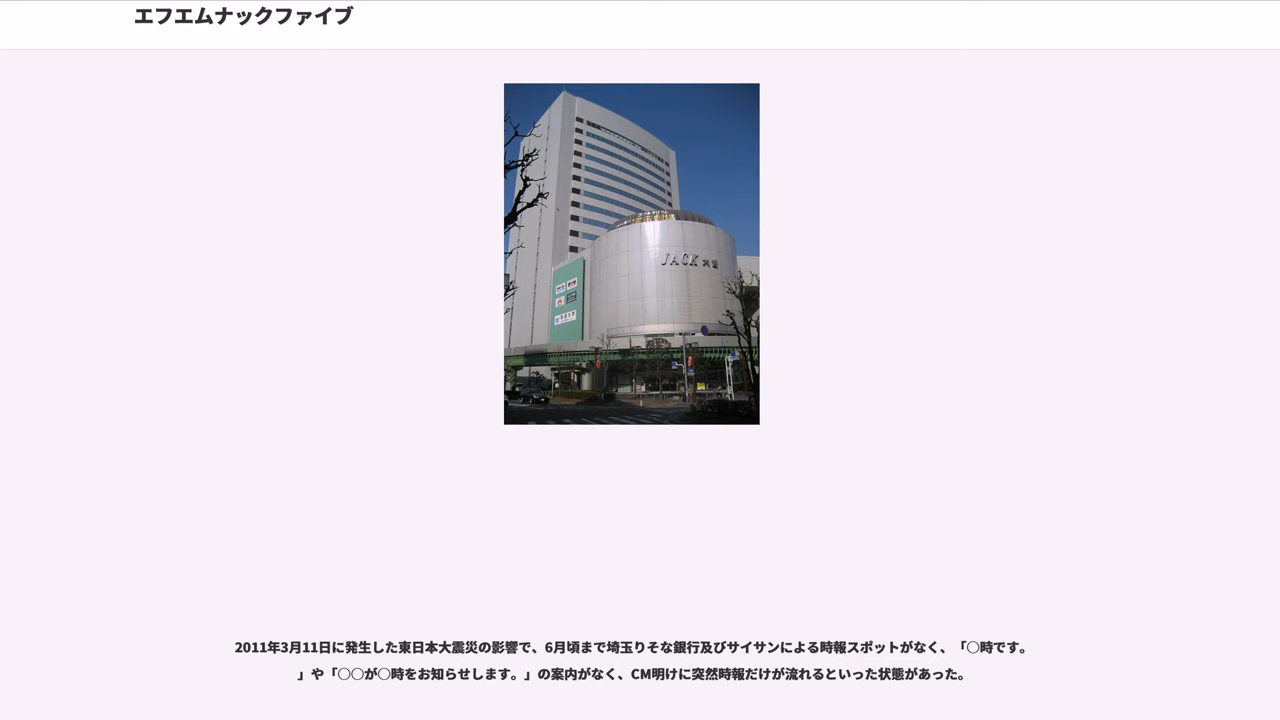 エフエムナックファイブ
JACK 大宮
2011年3月11日に発生した東日本大震災の影響で、6月頃まで埼玉りそな銀行及びサイサンによる時報スポットがなく、「○時です。
」や「○○が○時をお知らせします。」の案内がなく、CM明けに突然時報だけが流れるといった状態があった。